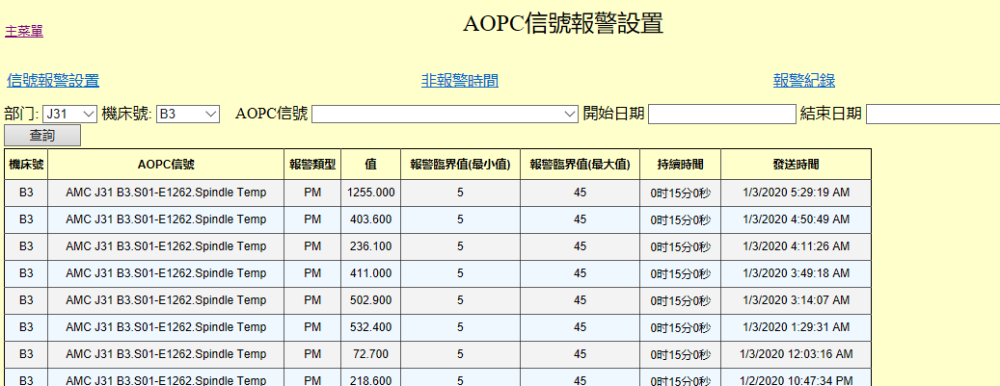 AOPC信號報警設置
主菜單
信號報警設置 非報警時間 報警紀錄
部门: J31 機床號: B3 AOPC信號 開始日期 結束日期
查詢
機床號 AOPC信號 報警類型 值 報警臨界值(最小值) 報警臨界值(最大值) 持續時間 發送時間
B3 AMC J31 B3.S01-E1262.Spindle Temp PM 1255.000 5 45 0时15分0秒 1/3/2020 5:29:19 AM
B3 AMC J31 B3.S01-E1262.Spindle Temp PM 403.600 5 45 0时15分0秒 1/3/2020 4:50:49 AM
B3 AMC J31 B3.S01-E1262.Spindle Temp PM 236.100 5 45 0时15分0秒 1/3/2020 4:11:26 AM
B3 AMC J31 B3.S01-E1262.Spindle Temp PM 411.000 5 45 0时15分0秒 1/3/2020 3:49:18 AM
B3 AMC J31 B3.S01-E1262.Spindle Temp PM 502.900 5 45 0时15分0秒 1/3/2020 3:14:07 AM
B3 AMC J31 B3.S01-E1262.Spindle Temp PM 532.400 5 45 0时15分0秒 1/3/2020 1:29:31 AM
B3 AMC J31 B3.S01-E1262.Spindle Temp PM 72.700 5 45 0时15分0秒 1/3/2020 12:03:16 AM
B3 AMC J31 B3.S01-E1262.Spindle Temp PM 218.600 5 45 0时15分0秒 1/2/2020 10:47:34 PM